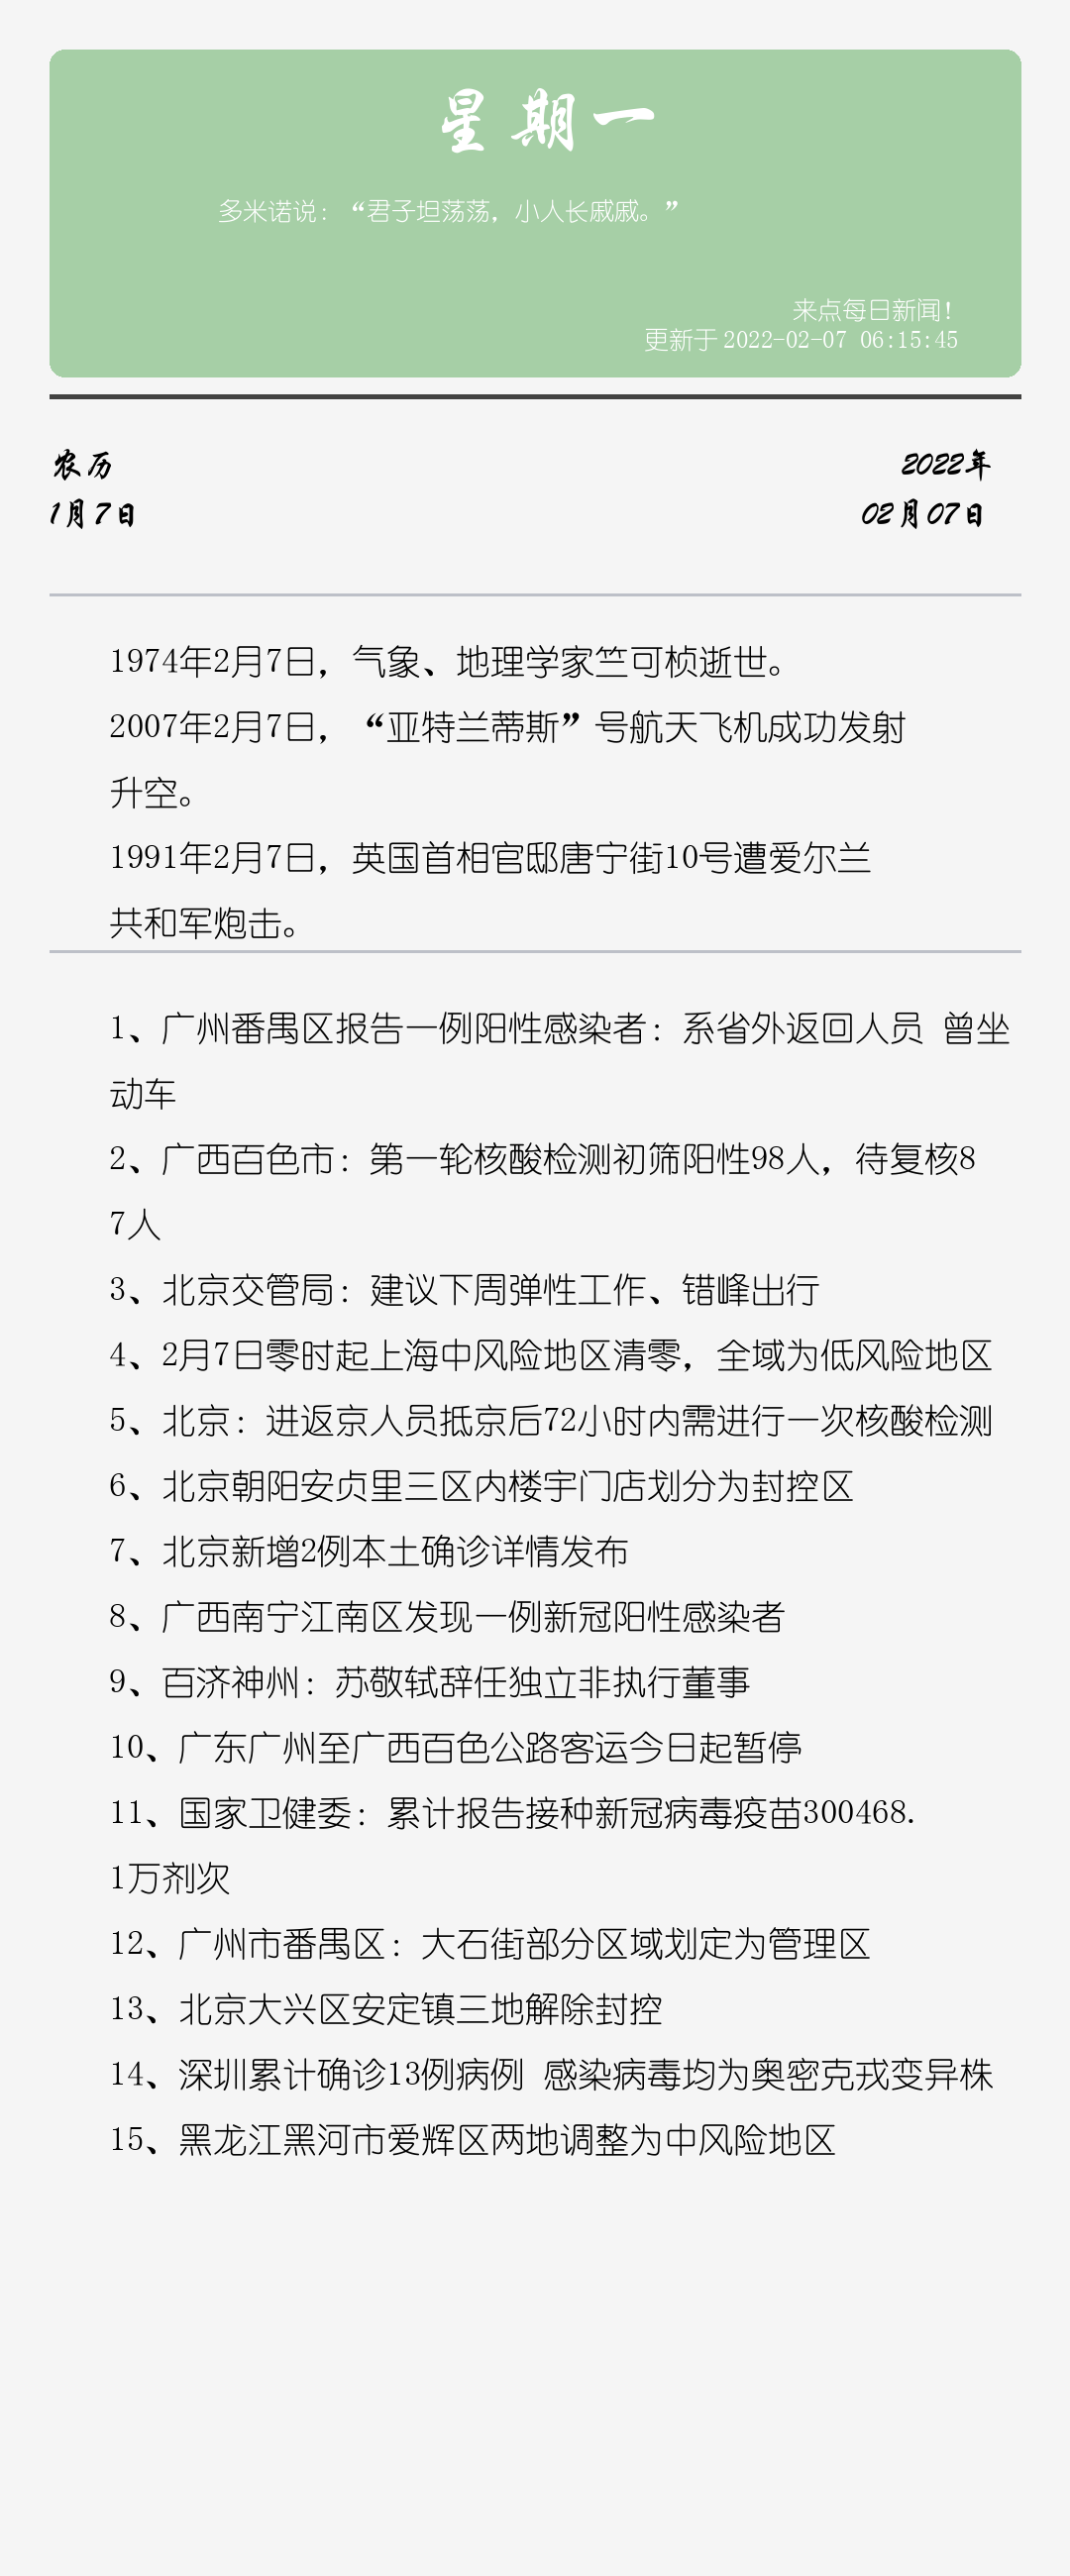 星期一
多米诺说：“君子坦荡荡，小人长戚戚。”
来点每日新闻！
更新于 2022-02-07 06:15:45
农历
2022年
1月7日
02月07日
1974年2月7日，气象、地理学家竺可桢逝世。
2007年2月7日，“亚特兰蒂斯”号航天飞机成功发射
升空。
1991年2月7日，英国首相官邸唐宁街10号遭爱尔兰
共和军炮击。
1、广州番禺区报告一例阳性感染者：系省外返回人员 曾坐
动车
2、广西百色市：第一轮核酸检测初筛阳性98人，待复核8
7人
3、北京交管局：建议下周弹性工作、错峰出行
4、2月7日零时起上海中风险地区清零，全域为低风险地区
5、北京：进返京人员抵京后72小时内需进行一次核酸检测
6、北京朝阳安贞里三区内楼宇门店划分为封控区
7、北京新增2例本土确诊详情发布
8、广西南宁江南区发现一例新冠阳性感染者
9、百济神州：苏敬轼辞任独立非执行董事
10、广东广州至广西百色公路客运今日起暂停
11、国家卫健委：累计报告接种新冠病毒疫苗300468.
1万剂次
12、广州市番禺区：大石街部分区域划定为管理区
13、北京大兴区安定镇三地解除封控
14、深圳累计确诊13例病例 感染病毒均为奥密克戎变异株
15、黑龙江黑河市爱辉区两地调整为中风险地区